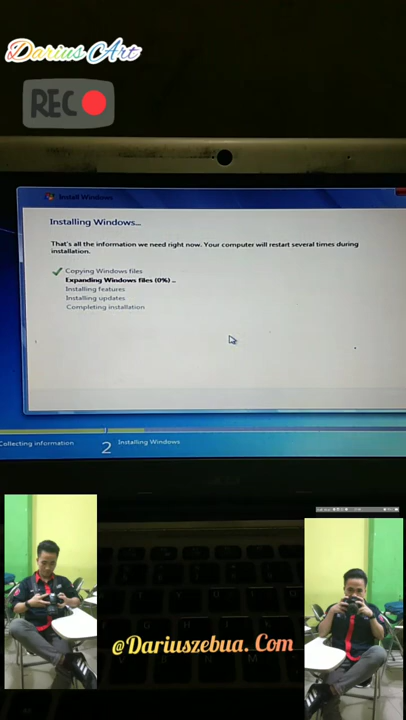 Darius Art
REC
Install Windows
Installing Windows...
That's all the information we need right now. Your computer will restart several times during
installation.
Copying Windows files
Expanding Windows files (0%) ..
Installing features
Installing updates
Completing installation
Collecting information
2 Installing Windows
@Dariuszebua. Com